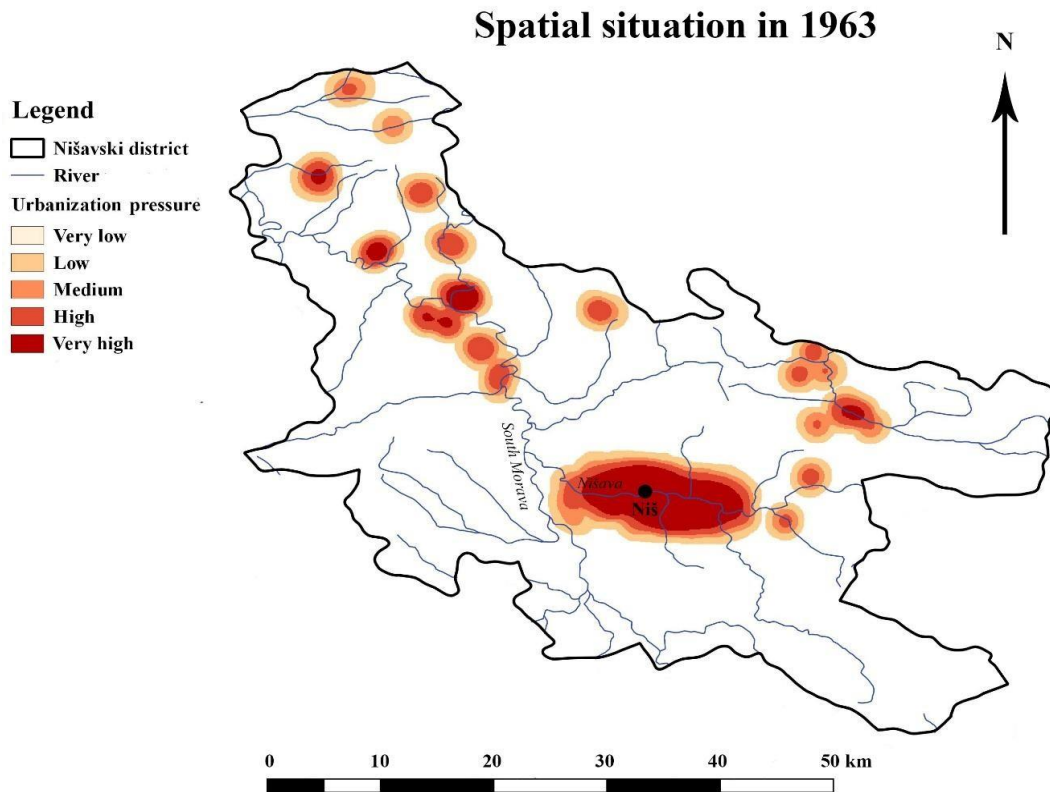 Spatial situation in 1963
N
Legend
Nišavski district
River
Urbanization pressure
Very low
Low
Medium
High
Very high
South Morava
Nišava
Niš
0 10 20 30 40 50 km